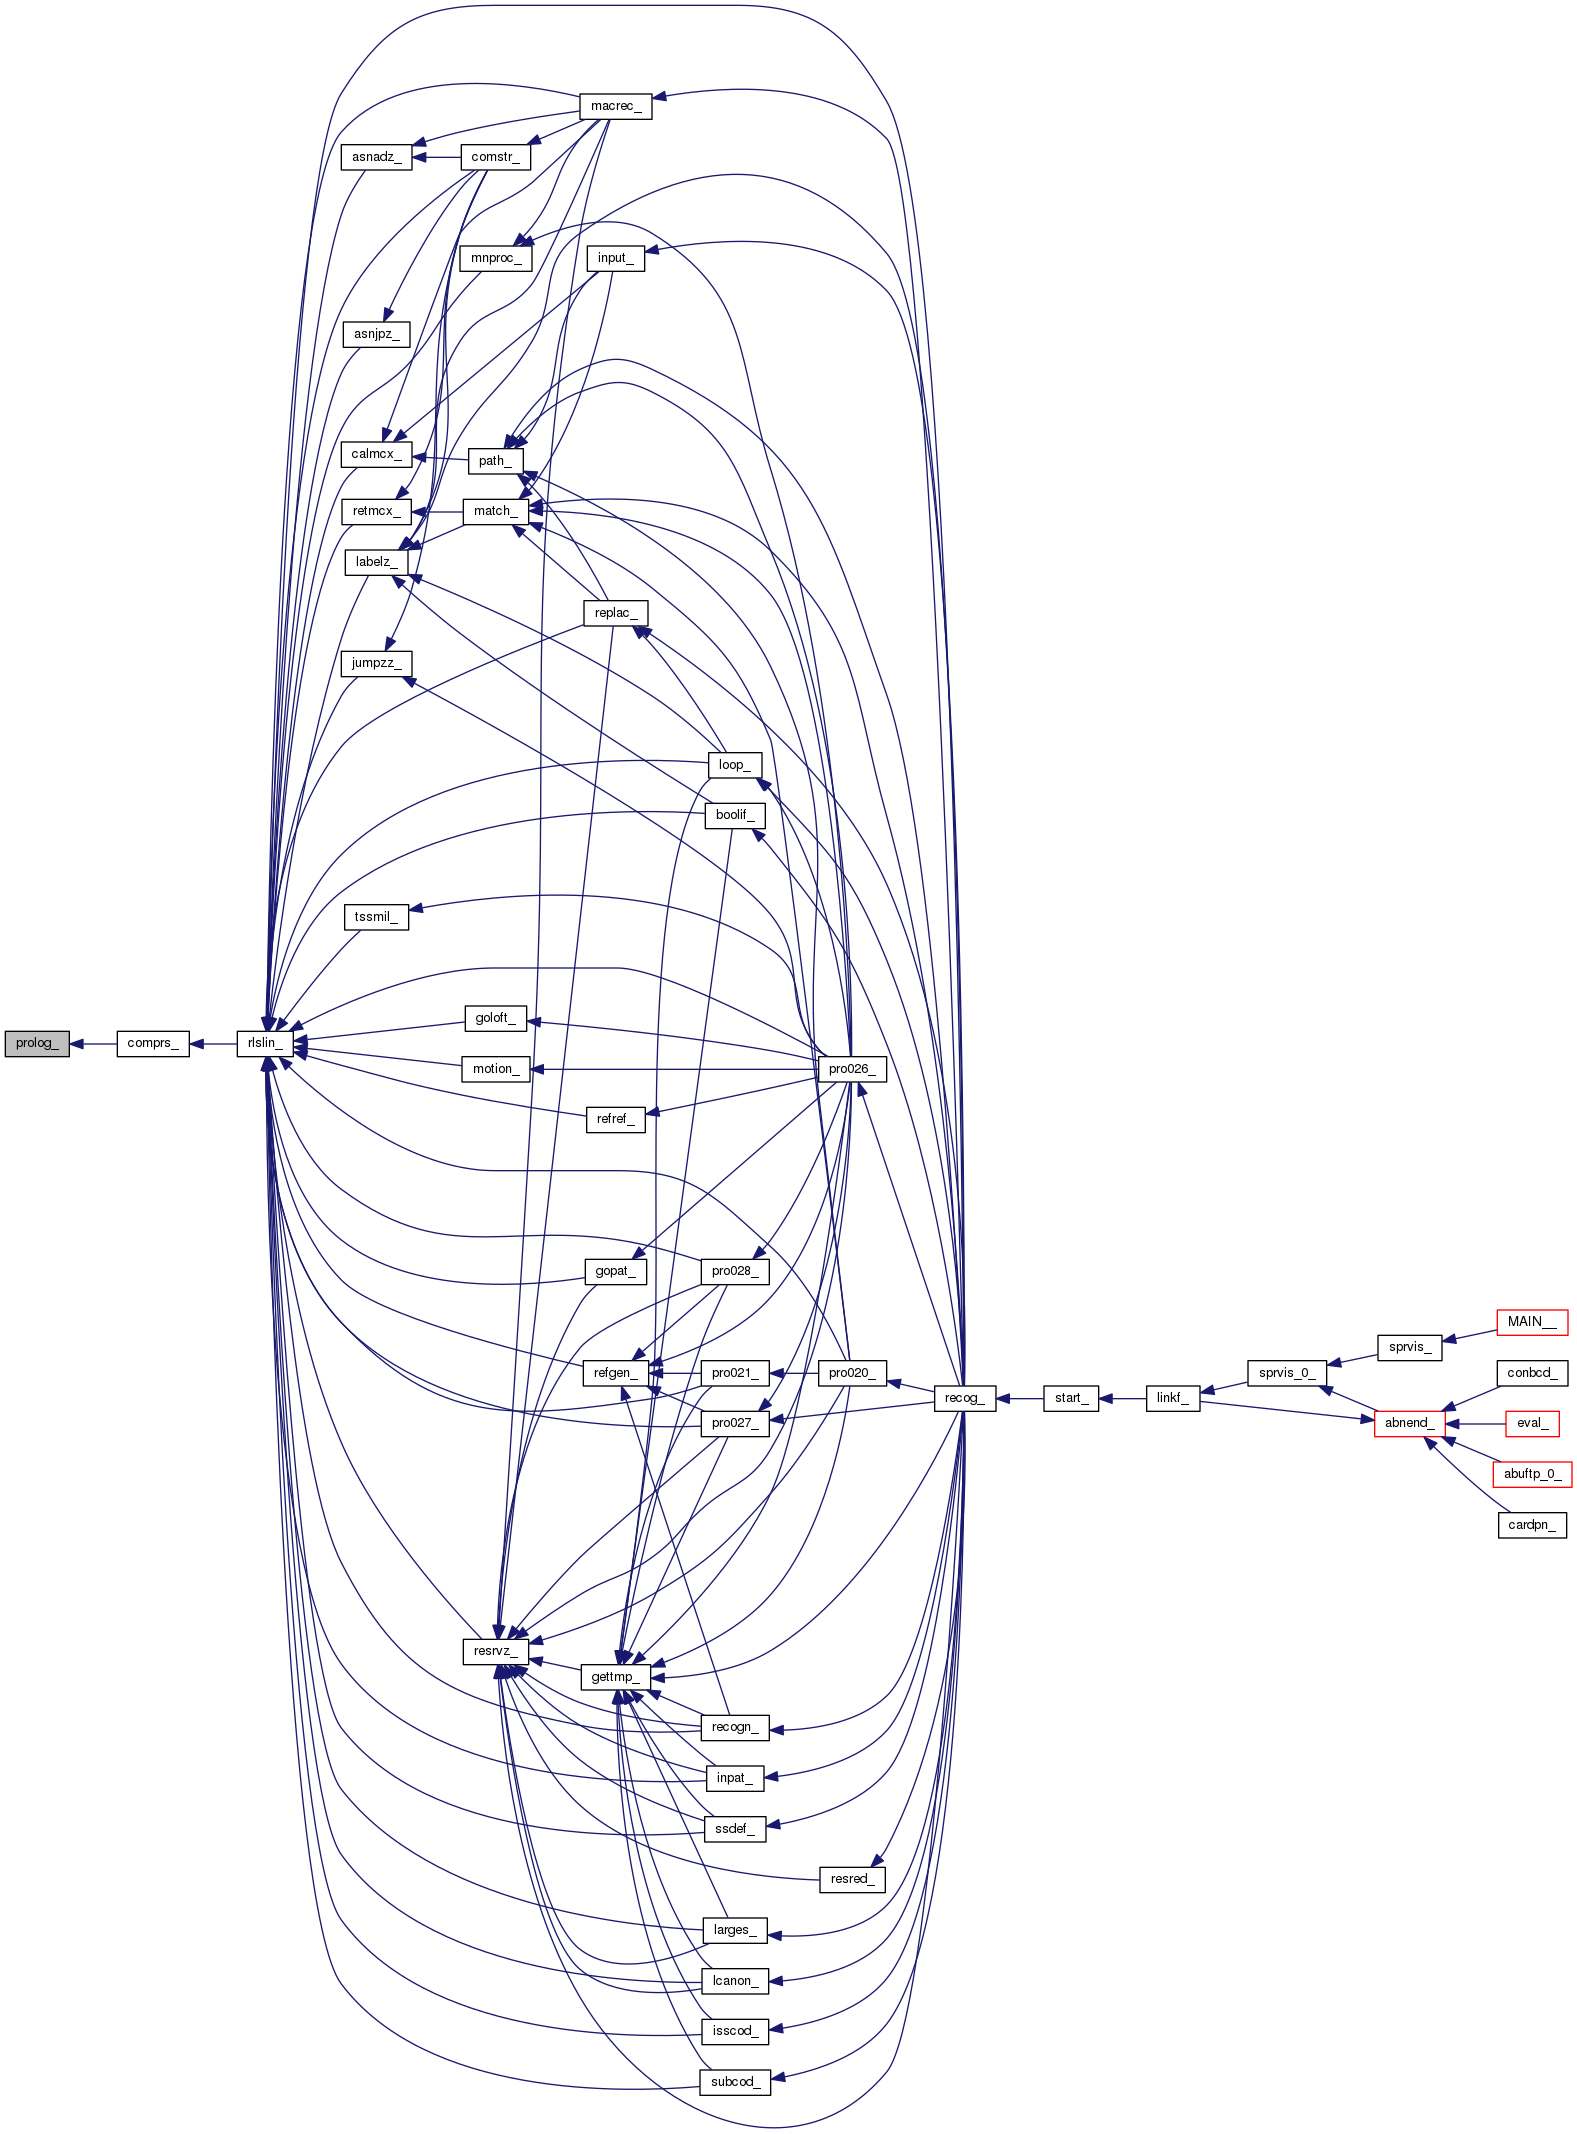 macrec_
asnadz_
comstr_
mnproc_
input_
asnjpz_
calmcx_
path_
retmcx_
match_
labelz_
replac_
jumpzz_
loop_
boolif_
tssmil_
goloft_
prolog_
comprs_
rlslin_
motion_
pro026_
refref_
gopat_
pro028_
MAIN__
sprvis_
refgen_
pro021_
pro020_
sprvis_0_
conbcd_
recog_
start_
linkf_
pro027_
abnend_
eval_
abuftp_0_
cardpn_
resrvz_
gettmp_
recogn_
inpat_
ssdef_
resred_
larges_
lcanon_
isscod_
subcod_